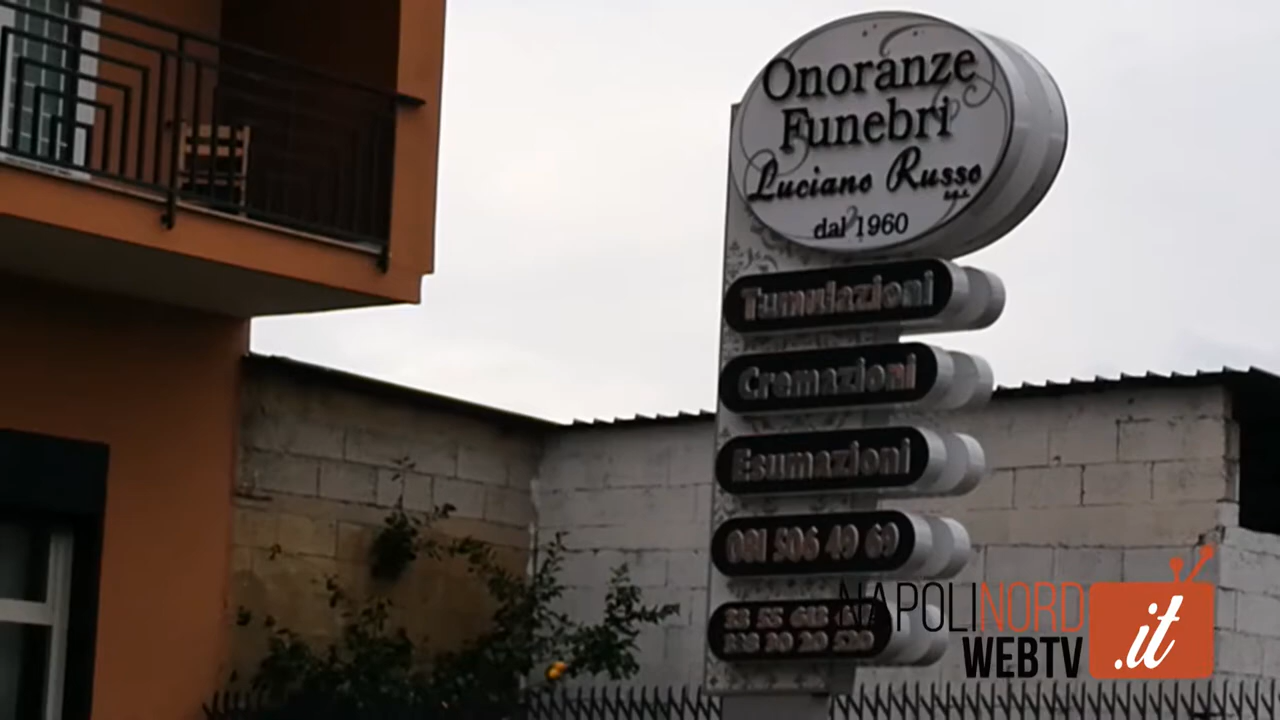 Onoranze
Funebri
Luciano Russo
dal 1960
Tumulazioni
Cremazioni
Esumazioni
081 506 49 69
NAPOLINORD
WEBTV
.it